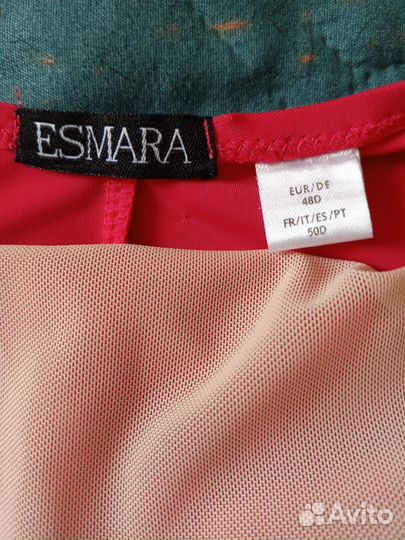 ESMARA
EUR/DE
48D
FR/IT/ES/PT
50D
Avito